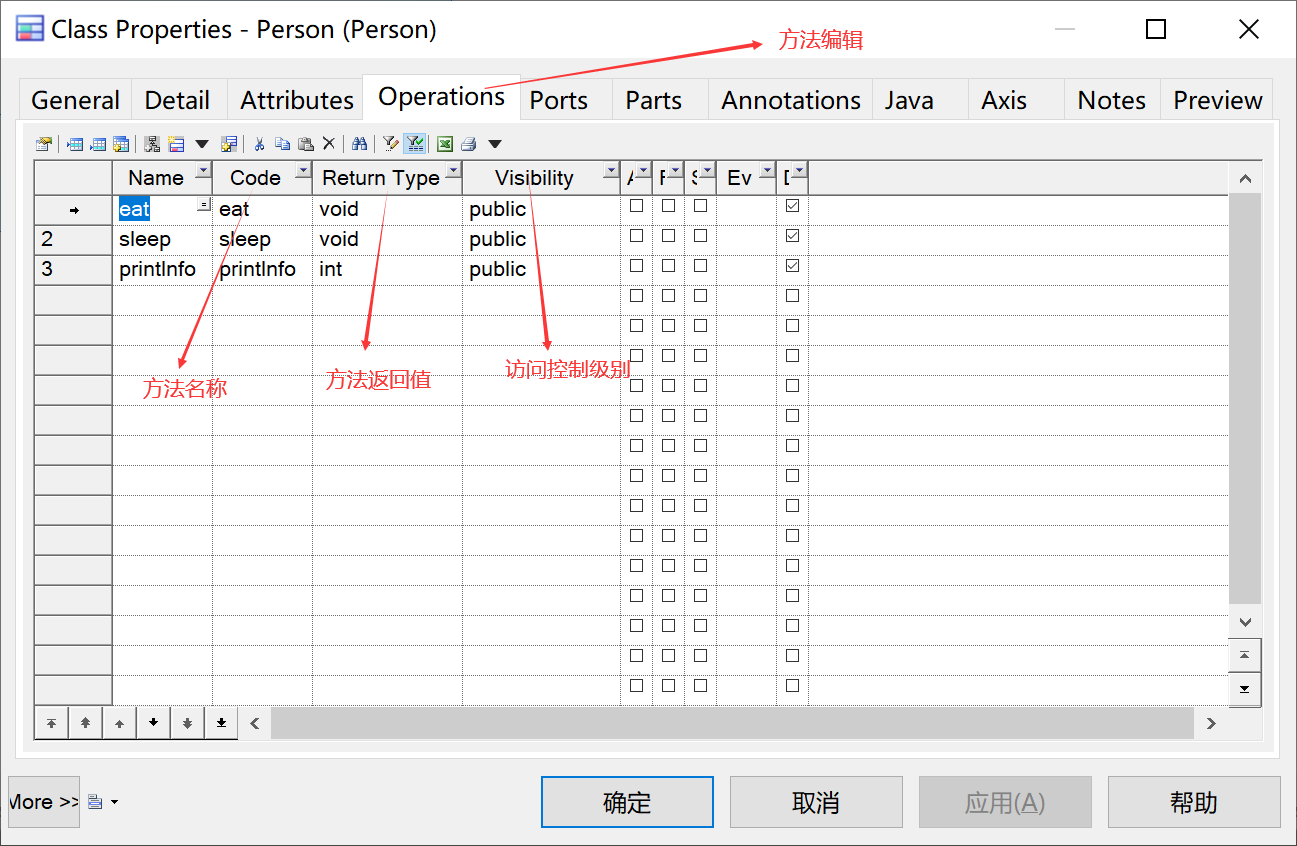 Class Properties - Person (Person)
方法编辑
General Detail Attributes Operations Ports Parts Annotations Java Axis Notes Preview
Name Code Return Type Visibility A F S Ev D
eat eat void public
2 sleep sleep void public
3 printInfo printInfo int public
方法名称 方法返回值 访问控制级别
More >> 确定 取消 应用(A) 帮助